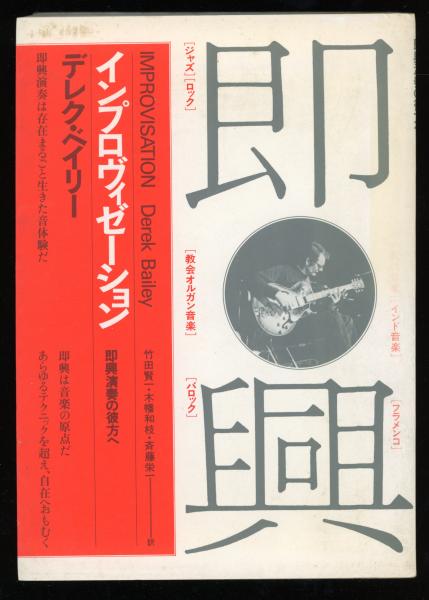 即興
[ジャズ][ロック]
[教会オルガン音楽]
[バロック]
[インド音楽]
[フラメンコ]
IMPROVISATION Derek Bailey
インプロヴィゼーション
デレク・ベイリー
即興演奏は存在まるごと生きた音体験だ
竹田賢一・木幡和枝・斉藤栄一——訳
即興演奏の彼方へ
即興は音楽の原点だ
あらゆるテクニックを超え、自在へおもむく